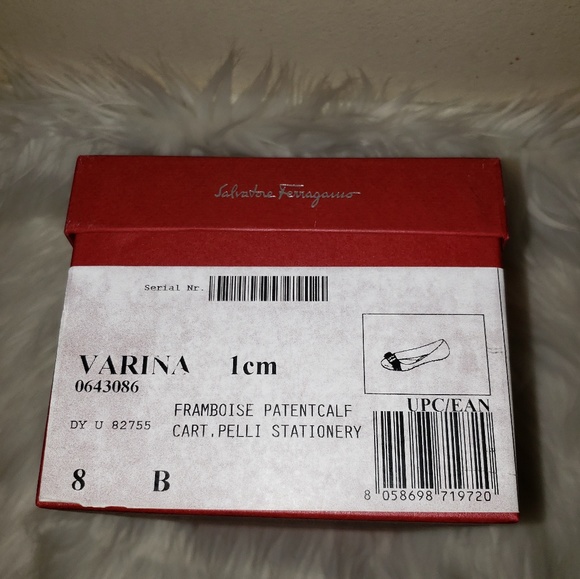 Salvatore Ferragamo
Serial Nr.
VARINA 1cm
0643086
UPC/EAN
FRAMBOISE PATENTCALF
DY U 82755 CART.PELLI STATIONERY
8 B
8 058698 719720